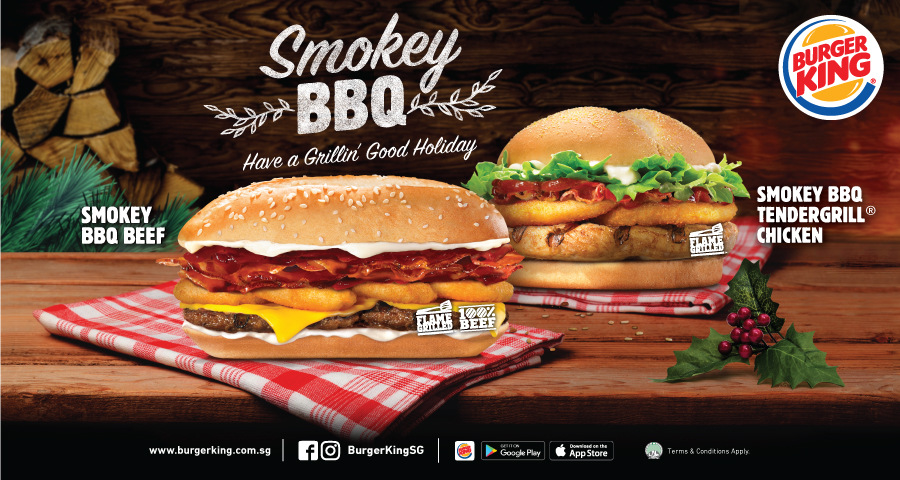 Smokey
BBQ
Have a Grillin' Good Holiday
BURGER
KING®
SMOKEY
BBQ BEEF
SMOKEY BBQ
TENDERGRILL®
CHICKEN
FLAME
GRILLED
FLAME
GRILLED
100%
BEEF
www.burgerking.com.sg
BurgerKingSG
BURGER
KING
GET IT ON
Google Play
Download on the
App Store
Terms & Conditions Apply.